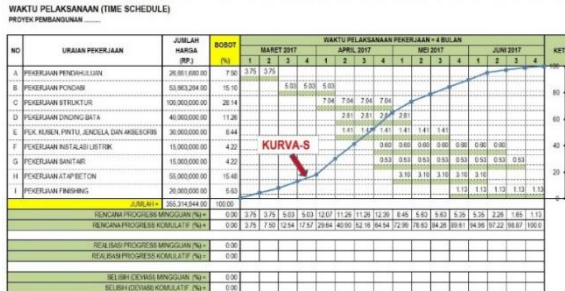 WAKTU PELAKSANAAN (TIME SCHEDULE)
PROYEK PEMBANGUNAN ..........
NO URAIAN PEKERJAAN JUMLAH HARGA (RP.) BOBOT (%) WAKTU PELAKSANAAN PEKERJAAN = 4 BULAN KET
MARET 2017 APRIL 2017 MEI 2017 JUNI 2017
1 2 3 4 1 2 3 4 1 2 3 4 1 2 3 4
A PEKERJAAN PENDAHULUAN 7.50 3.75 3.75
B PEKERJAAN PONDASI 15.10 5.03 5.03 5.03
C PEKERJAAN STRUKTUR 100,000,000.00 28.14 7.04 7.04 7.04 7.04
D PEKERJAAN DINDING BATA 40,000,000.00 11.26 2.81 2.81 2.81 2.81
E PEK. KUSEN, PINTU, JENDELA, DAN AKSESORIS 30,000,000.00 8.44 1.41 1.41 1.41 1.41 1.41 1.41
F PEKERJAAN INSTALASI LISTRIK 15,000,000.00 4.22 0.60 0.60 0.60 0.60 0.60 0.60 0.60
G PEKERJAAN SANITAIR 15,000,000.00 4.22 0.53 0.53 0.53 0.53 0.53 0.53 0.53 0.53
H PEKERJAAN ATAP BETON 55,000,000.00 15.48 3.10 3.10 3.10 3.10 3.10
I PEKERJAAN FINISHING 20,000,000.00 5.63 1.13 1.13 1.13 1.13 1.13
KURVA-S
100
80
60
40
20
0
JUMLAH = 355,314,944.00 100.00
RENCANA PROGRESS MINGGUAN (%) = 0.00 3.75 3.75 5.03 5.03 12.07 11.26 11.26 12.39 8.45 5.63 5.63 5.35 5.35 2.26 1.65 1.13
RENCANA PROGRESS KOMULATIF (%) = 0.00 3.75 7.50 12.54 17.57 29.64 40.90 52.16 64.54 72.99 78.63 84.26 89.61 94.96 97.22 98.87 100.0
REALISASI PROGRESS MINGGUAN (%) = 0.00
REALISASI PROGRESS KOMULATIF (%) = 0.00
SELISIH (DEVIASI) MINGGUAN (%) = 0.00
SELISIH (DEVIASI) KOMULATIF (%) = 0.00